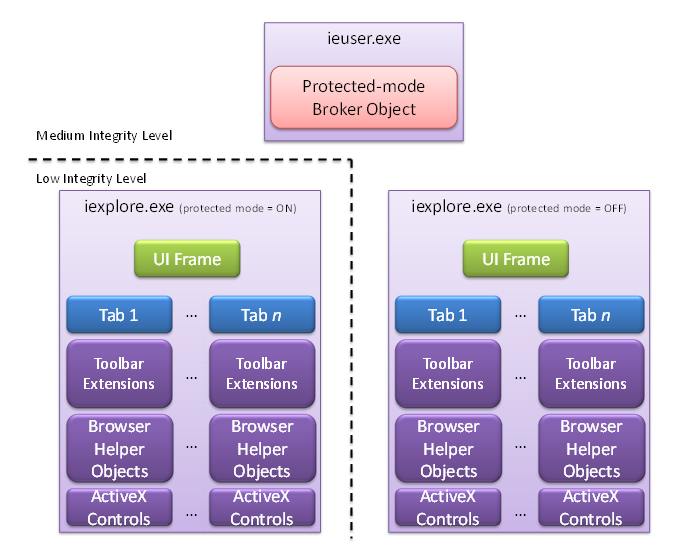 ieuser.exe
Protected-mode
Broker Object
Medium Integrity Level
Low Integrity Level
iexplore.exe (protected mode = ON)
UI Frame
Tab 1 ... Tab n
Toolbar
Extensions
...
Toolbar
Extensions
Browser
Helper
Objects
...
Browser
Helper
Objects
ActiveX
Controls
...
ActiveX
Controls
iexplore.exe (protected mode = OFF)
UI Frame
Tab 1 ... Tab n
Toolbar
Extensions
...
Toolbar
Extensions
Browser
Helper
Objects
...
Browser
Helper
Objects
ActiveX
Controls
...
ActiveX
Controls